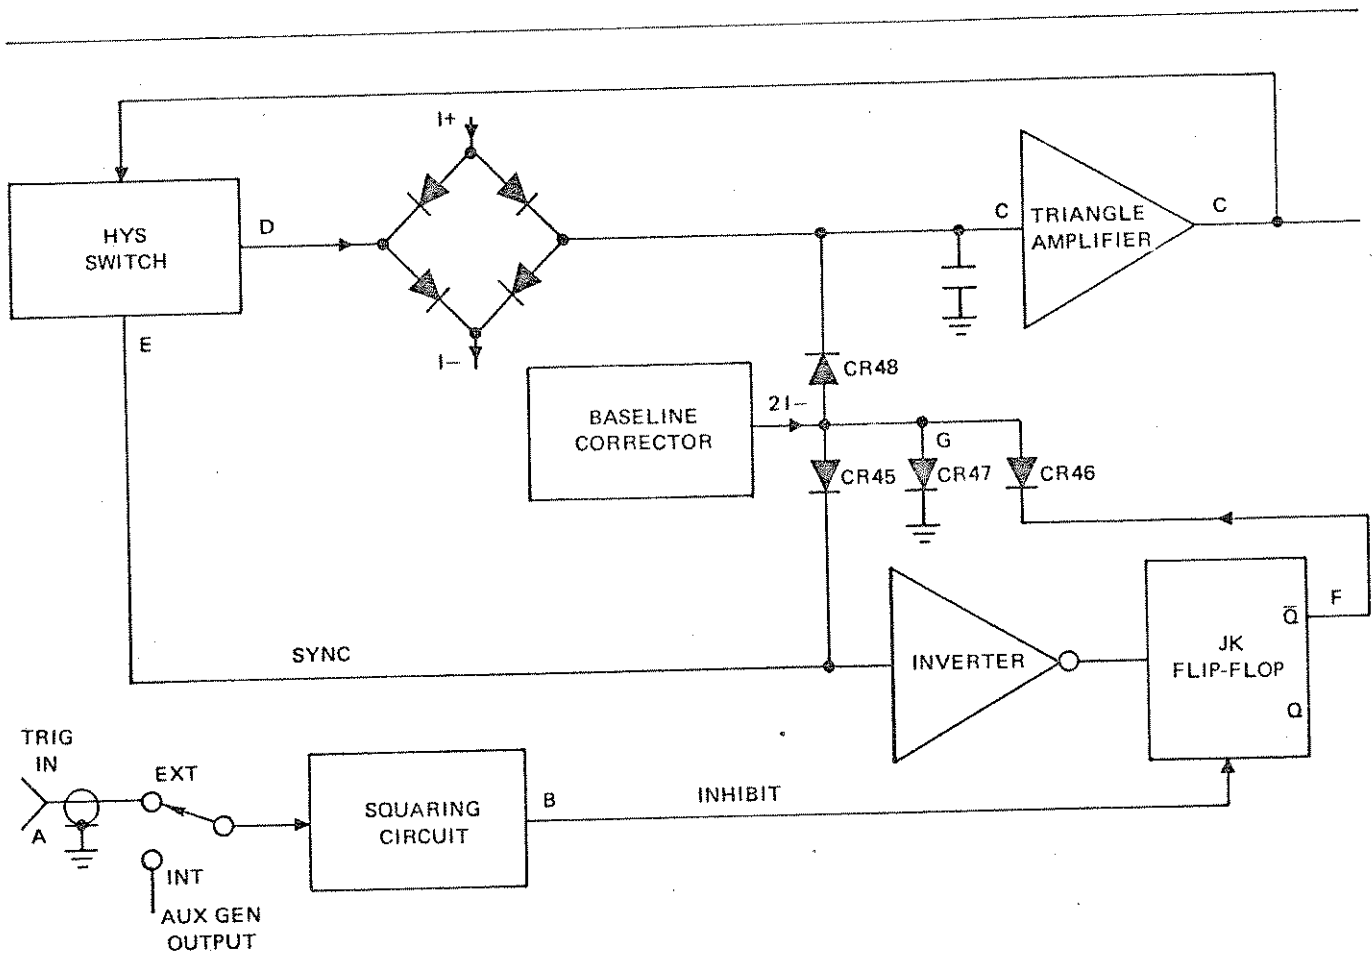 I+
HYS
SWITCH
D
C
TRIANGLE
AMPLIFIER
C
E
I−
CR48
BASELINE
CORRECTOR
2I−
G
CR45
CR47
CR46
SYNC
INVERTER
Q̅
F
JK
FLIP-FLOP
Q
TRIG
IN
A
EXT
INT
AUX GEN
OUTPUT
SQUARING
CIRCUIT
B
INHIBIT